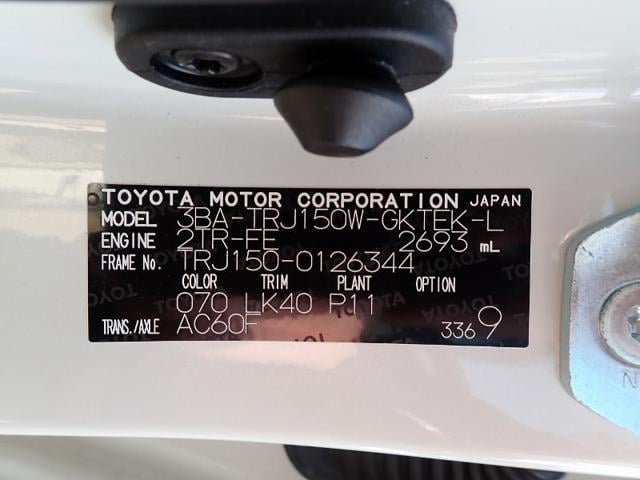 TOYOTA MOTOR CORPORATION JAPAN
MODEL 3BA-TRJ150W-GKTEK-L
ENGINE 2TR-FE 2693 mL
FRAME No. TRJ150-0126344
COLOR TRIM PLANT OPTION
070 LK40 P11
TRANS./AXLE AC60F 3369